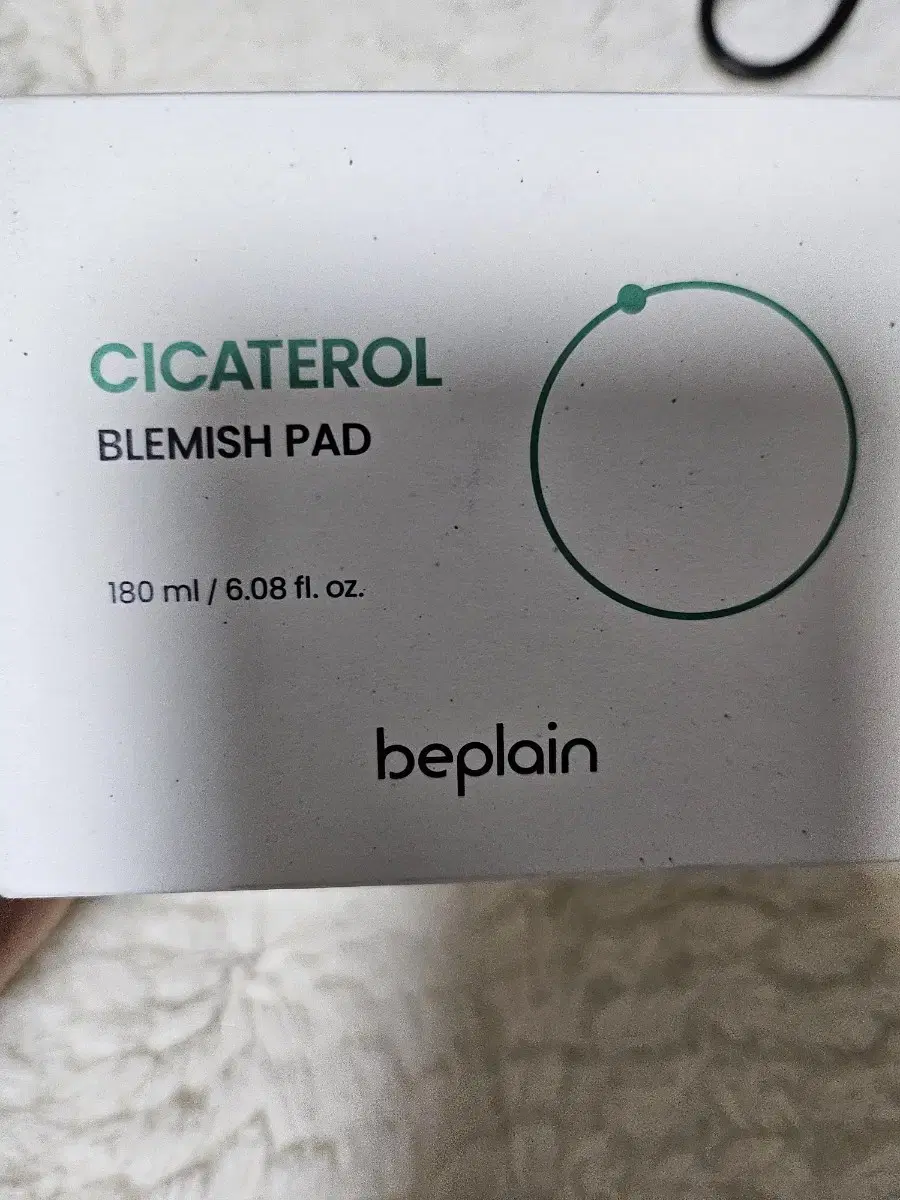 CICATEROL
BLEMISH PAD
180 ml / 6.08 fl. oz.
beplain